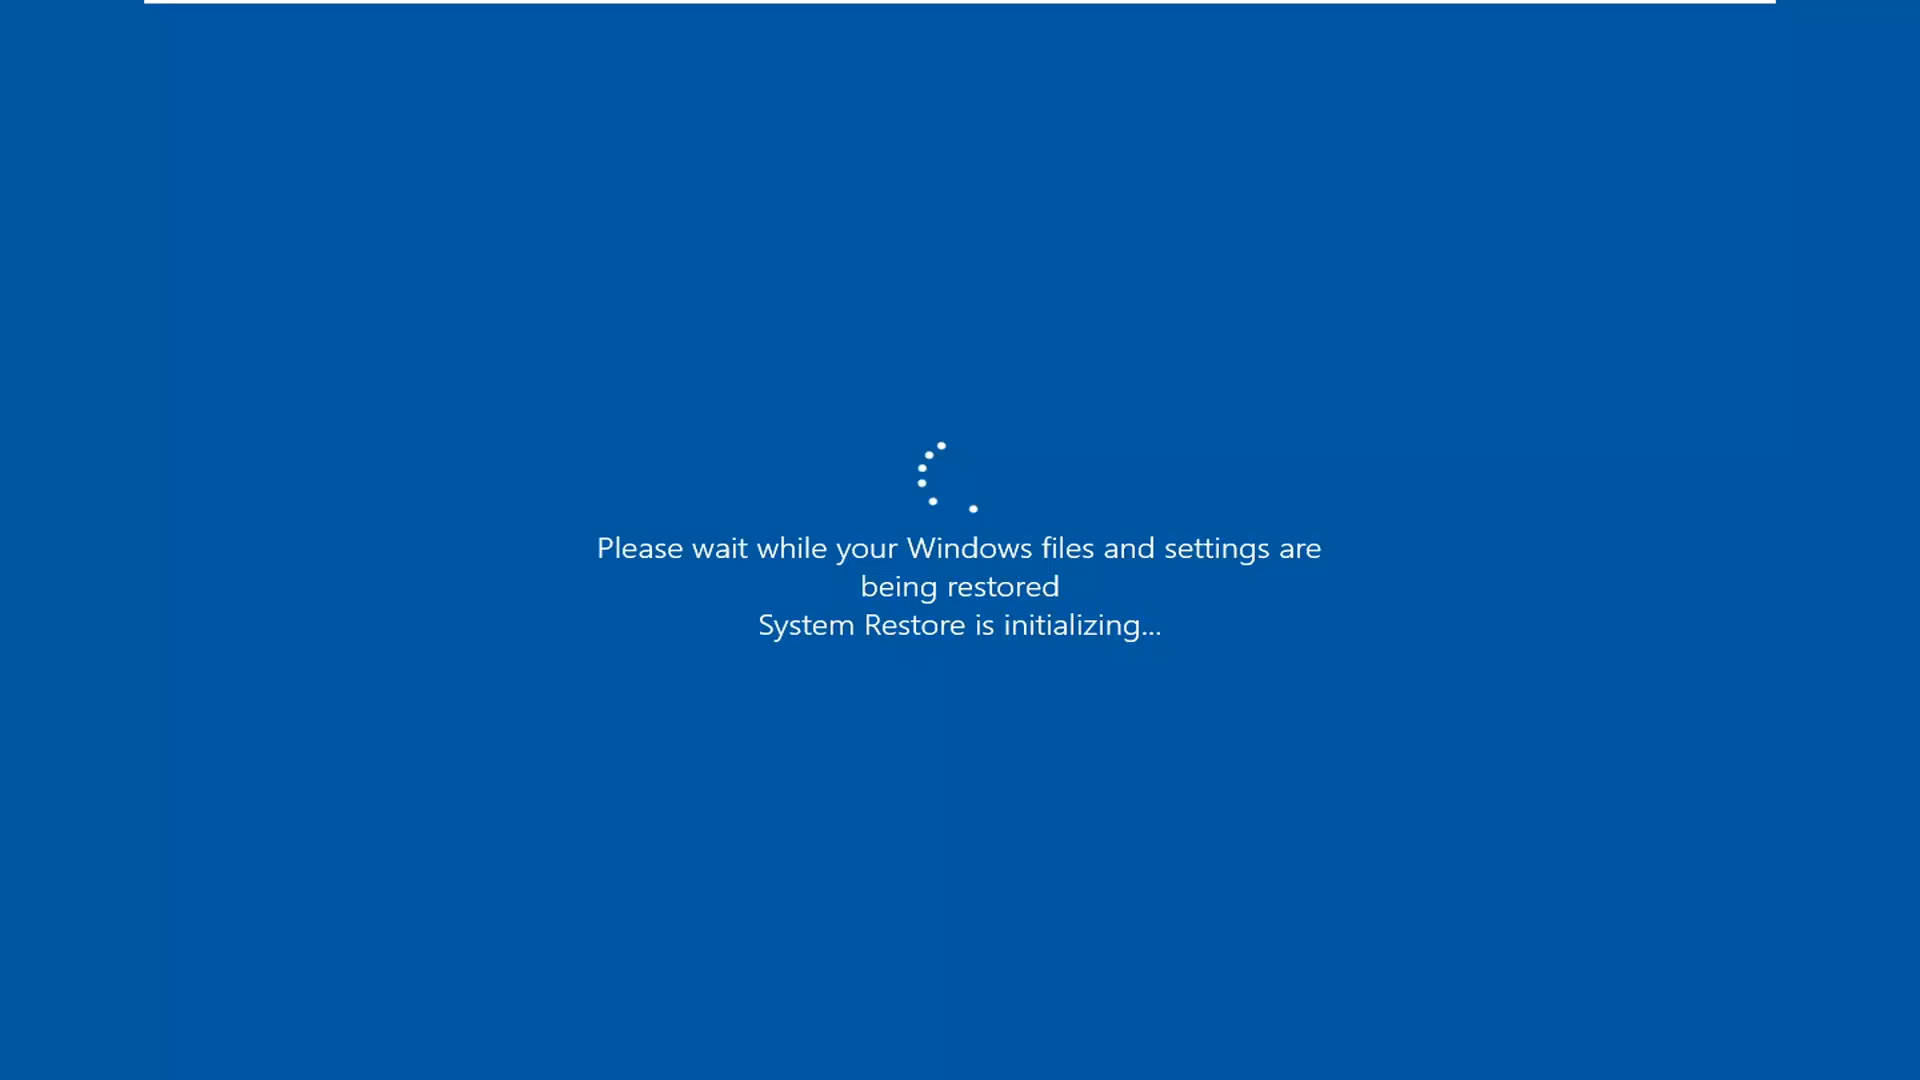 Please wait while your Windows files and settings are
being restored
System Restore is initializing...